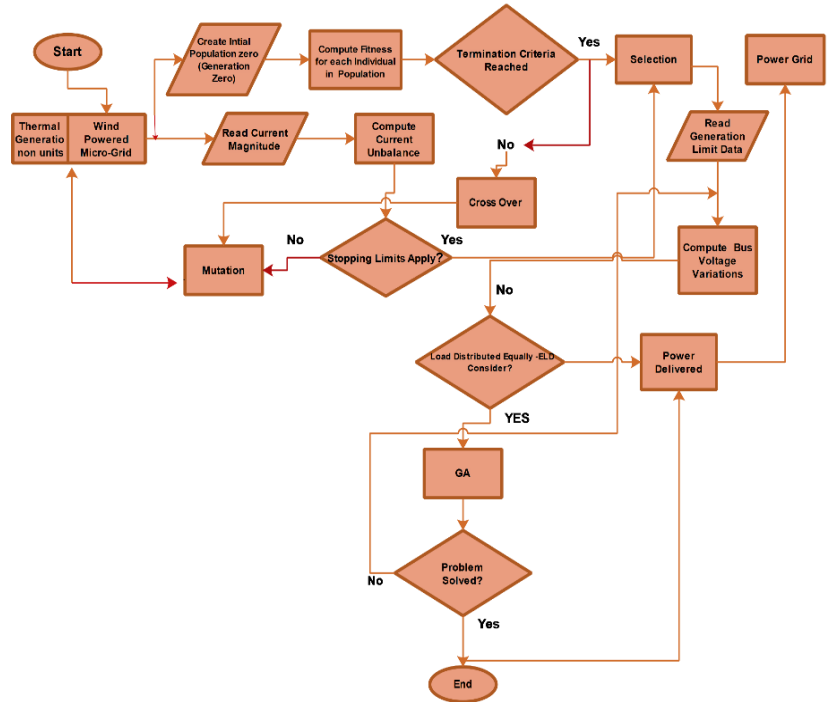 Start
Create Intial
Population zero
(Generation
Zero)
Compute Fitness
for each Individual
in Population
Termination Criteria
Reached
Yes
Selection
Power Grid
Thermal
Generatio
non units
Wind
Powered
Micro-Grid
Read Current
Magnitude
Compute
Current
Unbalance
No
Read
Generation
Limit Data
Cross Over
Mutation
No
Stopping Limits Apply?
Yes
Compute Bus
Voltage
Variations
No
Load Distributed Equally -ELD
Consider?
Power
Delivered
YES
GA
Problem
Solved?
No
Yes
End